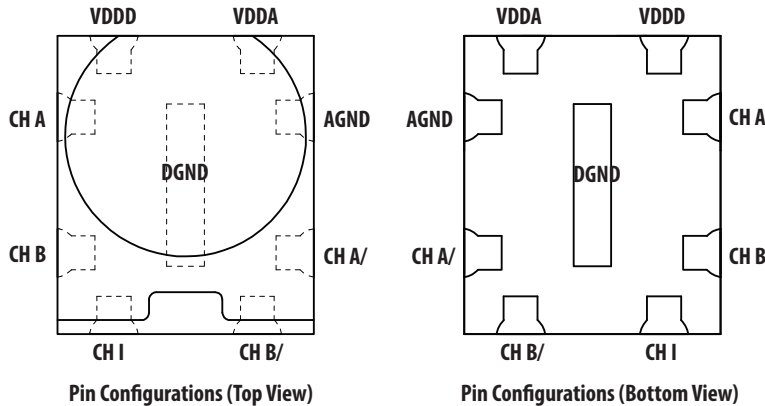 VDDD VDDA
CH A AGND
DGND
CH B CH A/
CH I CH B/
Pin Configurations (Top View)
VDDA VDDD
AGND CH A
DGND
CH A/ CH B
CH B/ CH I
Pin Configurations (Bottom View)